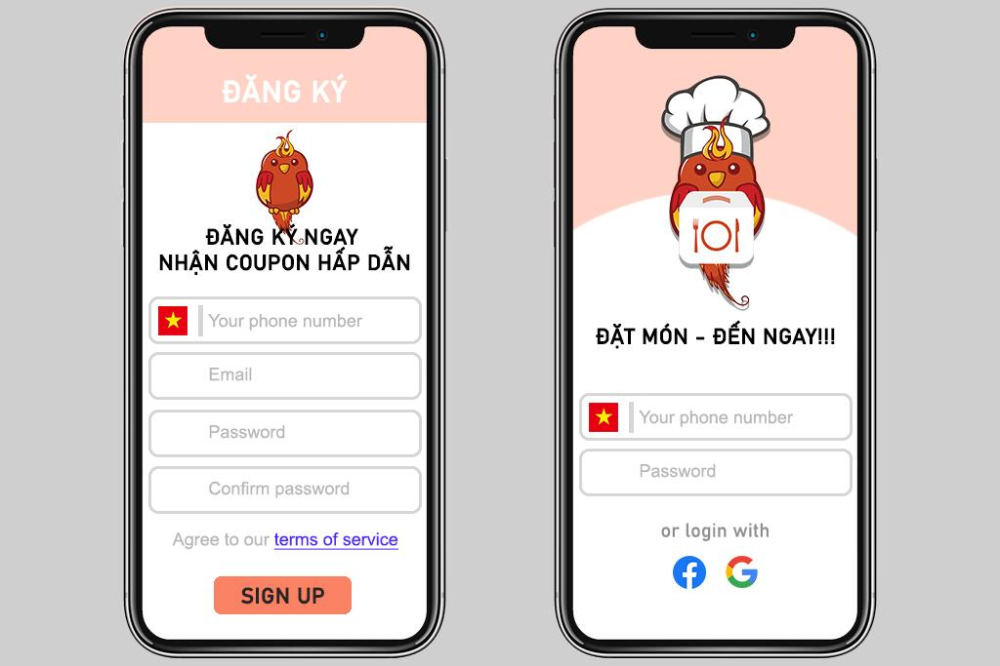 ĐĂNG KÝ
ĐĂNG KÝ NGAY
NHẬN COUPON HẤP DẪN
Your phone number
Email
Password
Confirm password
Agree to our terms of service
SIGN UP
ĐẶT MÓN - ĐẾN NGAY!!!
Your phone number
Password
or login with